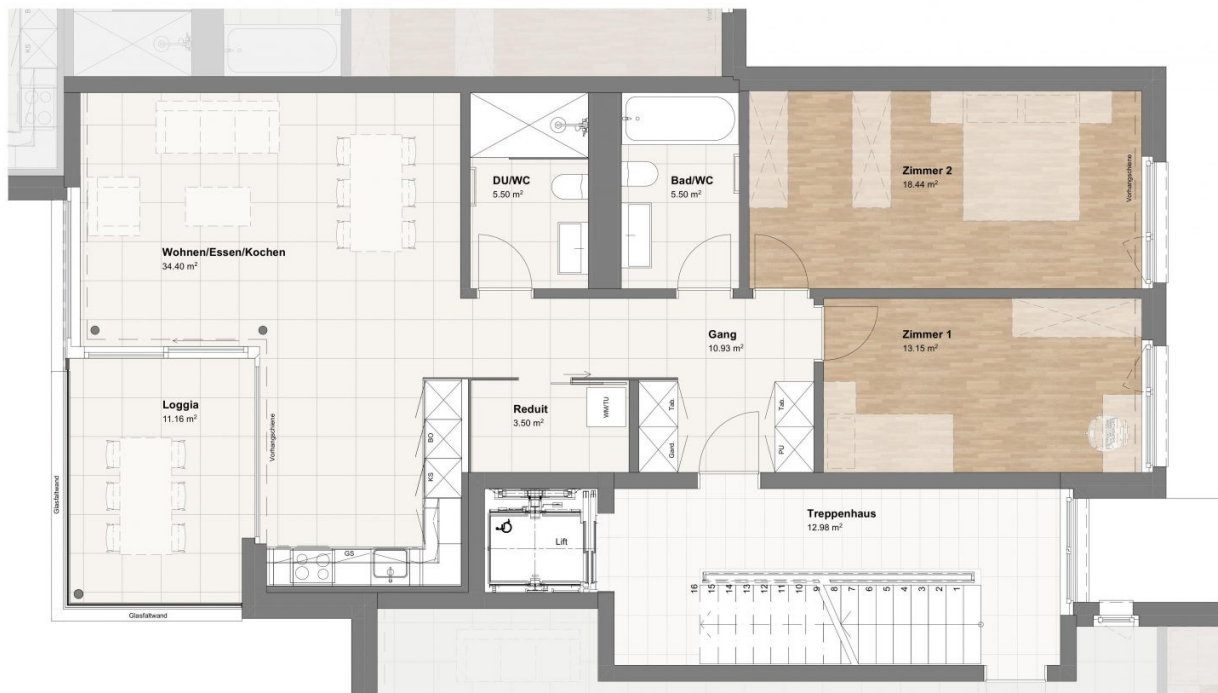 KS
DU/WC
5.50 m²
Bad/WC
5.50 m²
Zimmer 2
18.44 m²
Vorhangschiene
Wohnen/Essen/Kochen
34.40 m²
Gang
10.93 m²
Zimmer 1
13.15 m²
Loggia
11.16 m²
Vorhangschiene
Reduit
3.50 m²
WM/TU
Tab.
Gard.
Tab.
PU
BO
KS
Glasfaltwand
Lift
Treppenhaus
12.98 m²
GS
16
15
14
13
12
11
10
9
8
7
6
5
4
3
2
1
Glasfaltwand